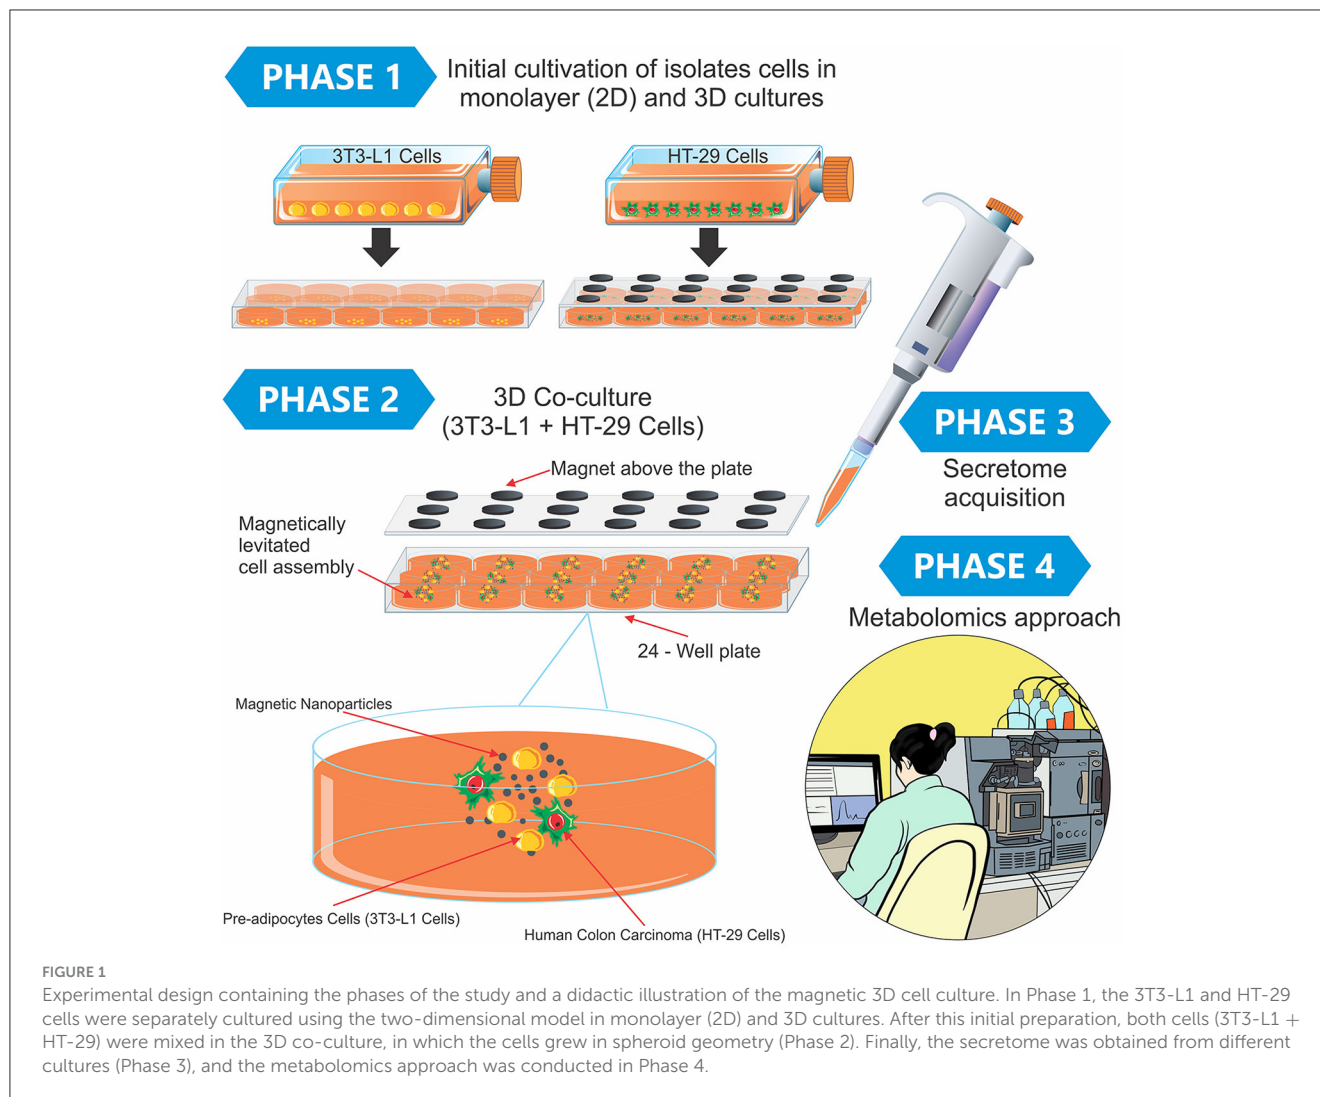 PHASE 1
Initial cultivation of isolates cells in
monolayer (2D) and 3D cultures
3T3-L1 Cells
HT-29 Cells
PHASE 2
3D Co-culture
(3T3-L1 + HT-29 Cells)
PHASE 3
Secretome
acquisition
Magnet above the plate
Magnetically
levitated
cell assembly
24 - Well plate
PHASE 4
Metabolomics approach
Magnetic Nanoparticles
Pre-adipocytes Cells (3T3-L1 Cells)
Human Colon Carcinoma (HT-29 Cells)
FIGURE 1
Experimental design containing the phases of the study and a didactic illustration of the magnetic 3D cell culture. In Phase 1, the 3T3-L1 and HT-29
cells were separately cultured using the two-dimensional model in monolayer (2D) and 3D cultures. After this initial preparation, both cells (3T3-L1 +
HT-29) were mixed in the 3D co-culture, in which the cells grew in spheroid geometry (Phase 2). Finally, the secretome was obtained from different
cultures (Phase 3), and the metabolomics approach was conducted in Phase 4.